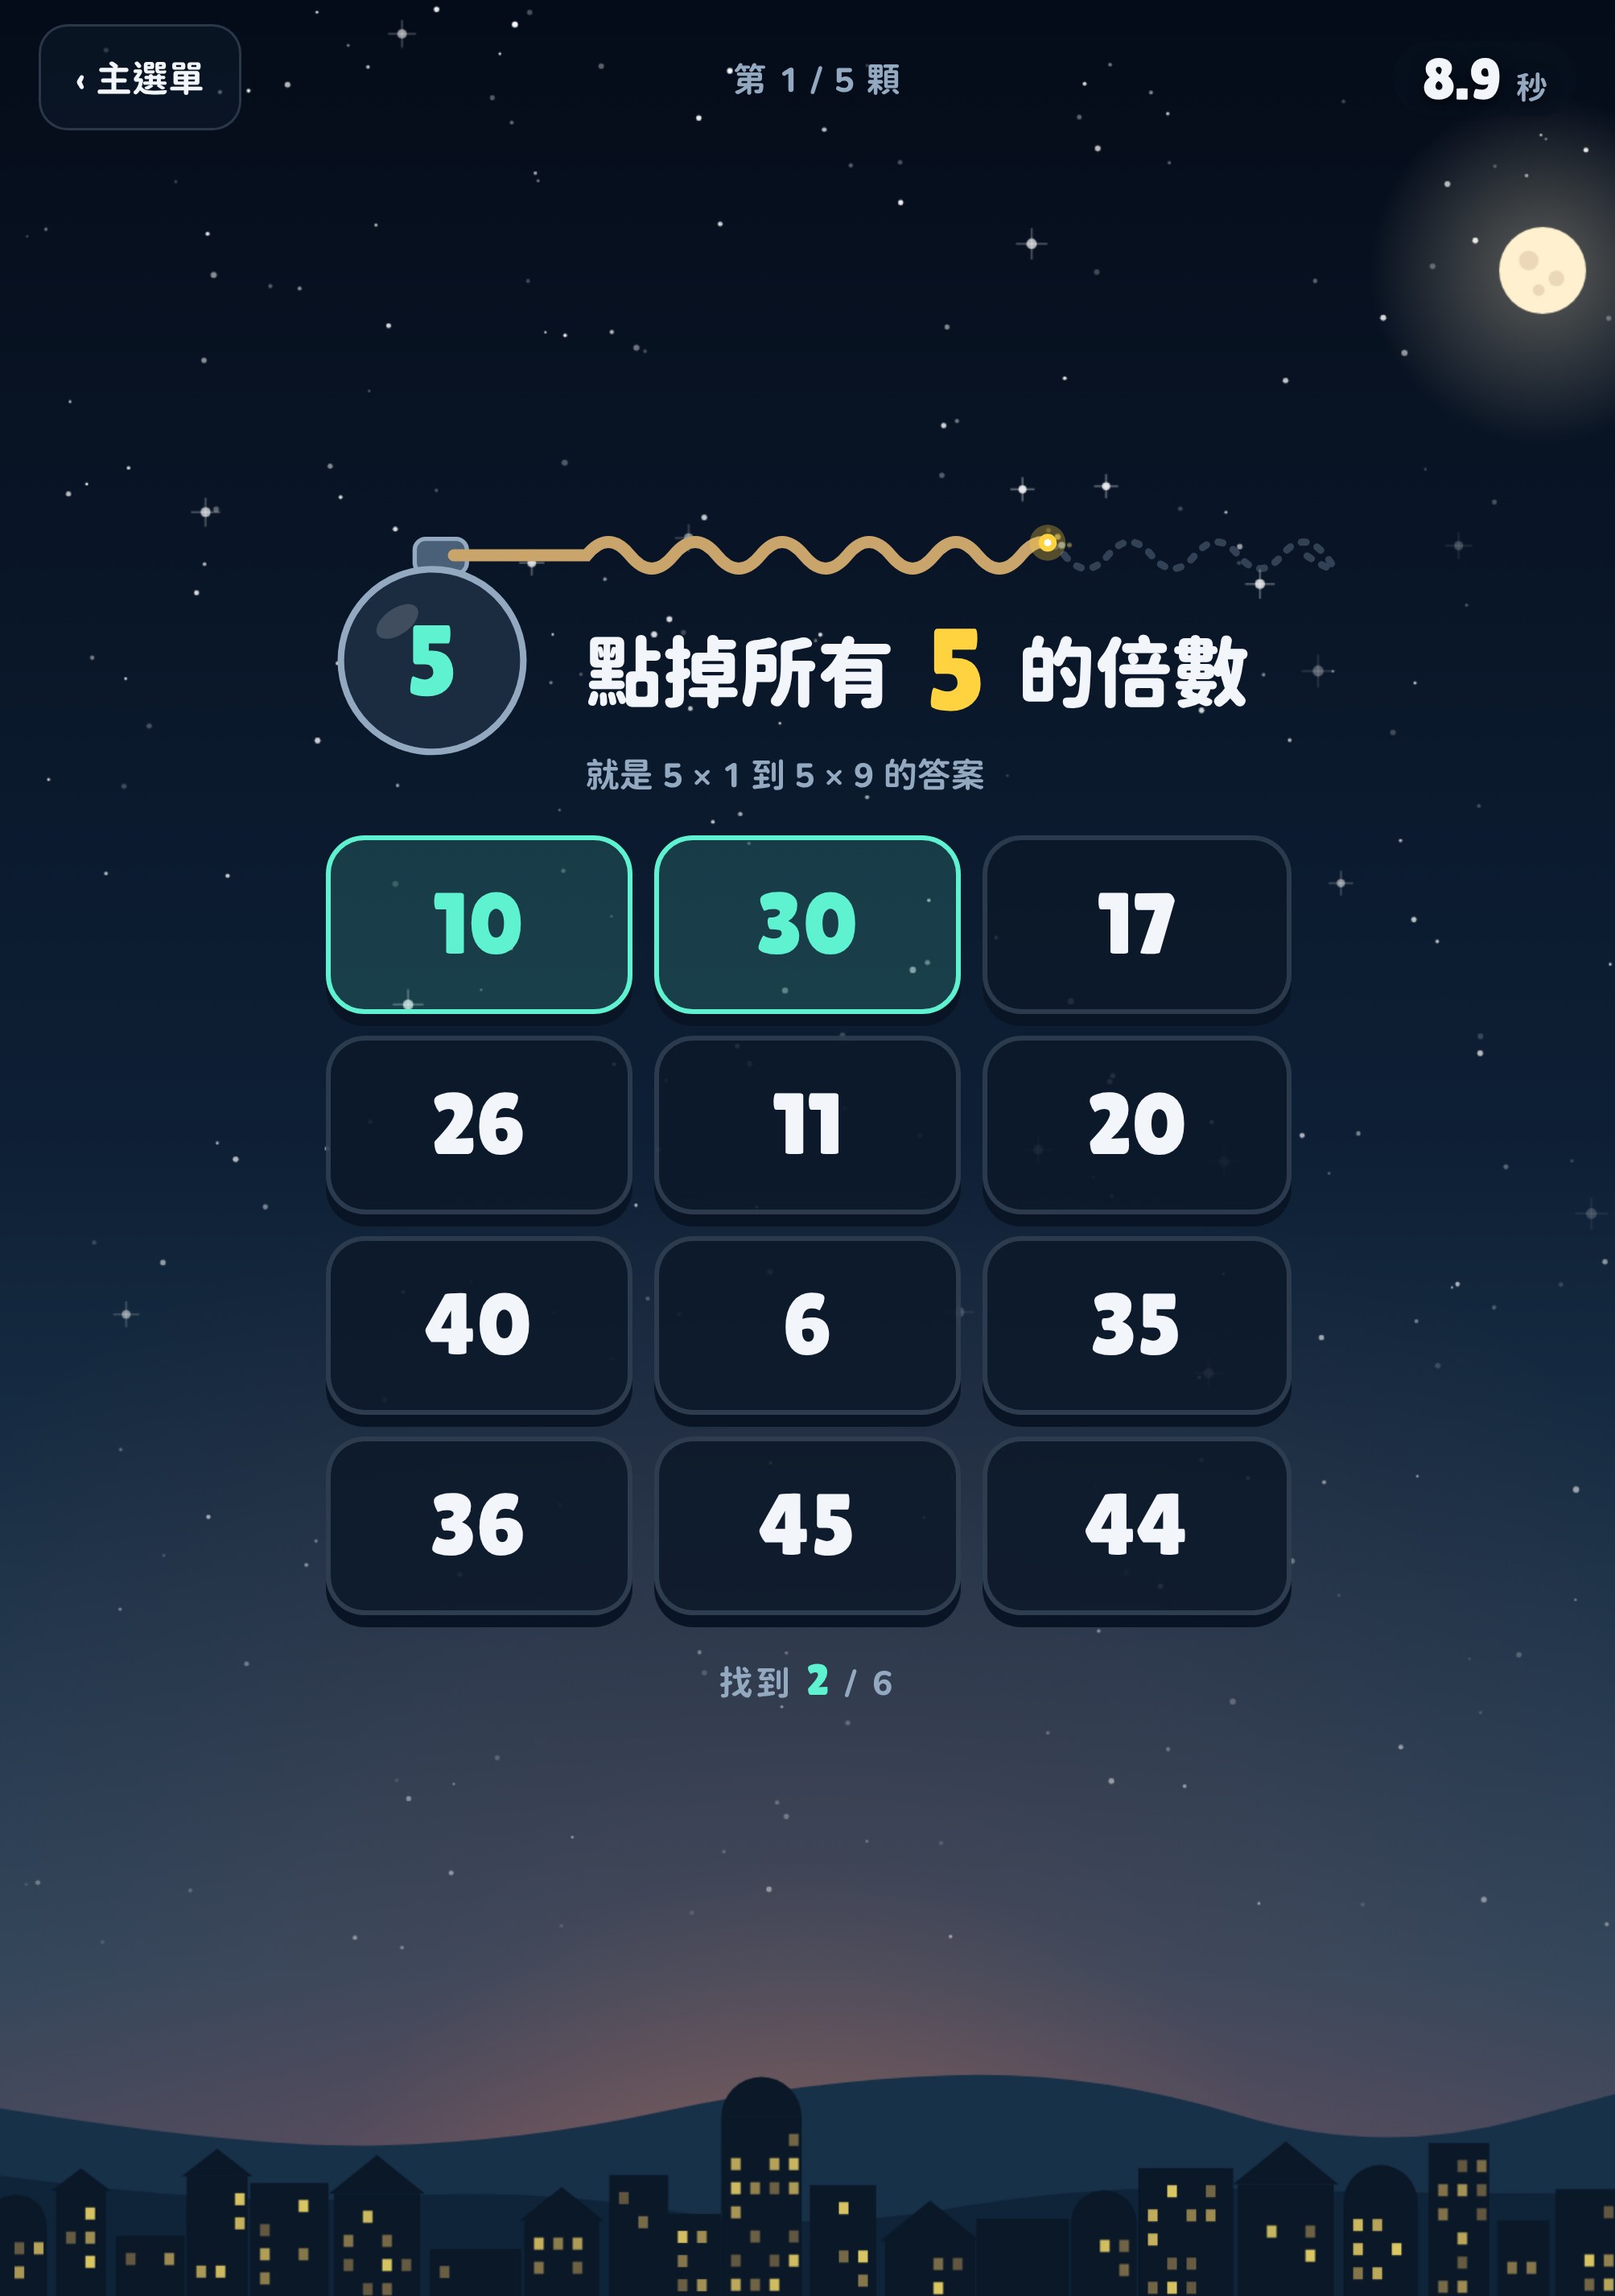 ‹ 主選單
第 1 / 5 顆
8.9 秒
5
點掉所有 5 的倍數
就是 5 × 1 到 5 × 9 的答案
10 30 17
26 11 20
40 6 35
36 45 44
找到 2 / 6